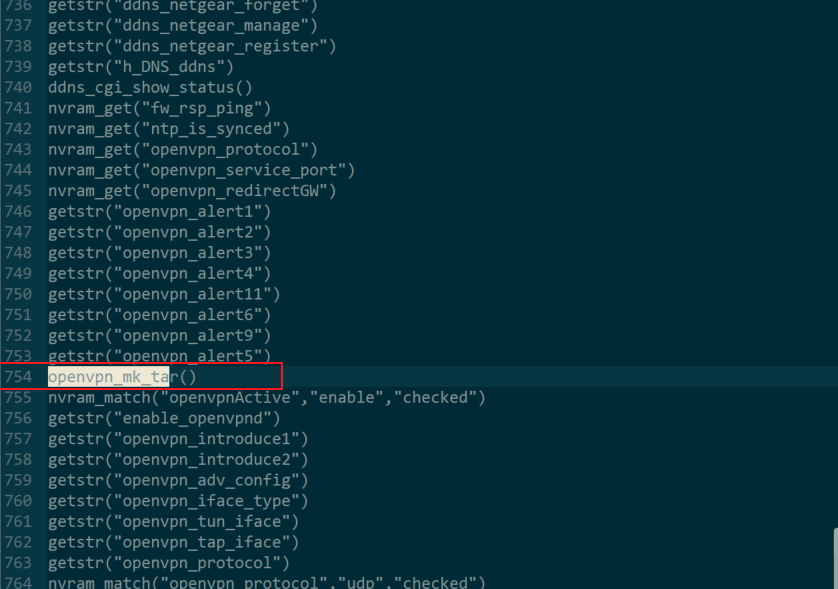 736 getstr("ddns_netgear_forget")
737 getstr("ddns_netgear_manage")
738 getstr("ddns_netgear_register")
739 getstr("h_DNS_ddns")
740 ddns_cgi_show_status()
741 nvram_get("fw_rsp_ping")
742 nvram_get("ntp_is_synced")
743 nvram_get("openvpn_protocol")
744 nvram_get("openvpn_service_port")
745 nvram_get("openvpn_redirectGW")
746 getstr("openvpn_alert1")
747 getstr("openvpn_alert2")
748 getstr("openvpn_alert3")
749 getstr("openvpn_alert4")
750 getstr("openvpn_alert11")
751 getstr("openvpn_alert6")
752 getstr("openvpn_alert9")
753 getstr("openvpn_alert5")
754 openvpn_mk_tar()
755 nvram_match("openvpnActive","enable","checked")
756 getstr("enable_openvpnd")
757 getstr("openvpn_introduce1")
758 getstr("openvpn_introduce2")
759 getstr("openvpn_adv_config")
760 getstr("openvpn_iface_type")
761 getstr("openvpn_tun_iface")
762 getstr("openvpn_tap_iface")
763 getstr("openvpn_protocol")
764 nvram_match("openvpn_protocol","udp","checked")